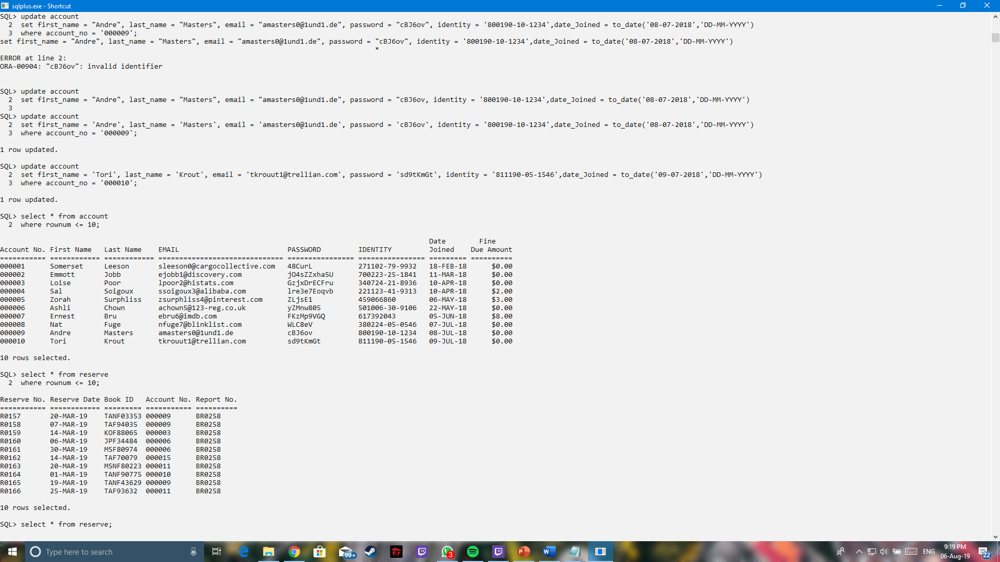 sqlplus.exe - Shortcut
SQL> update account
  2  set first_name = "Andre", last_name = "Masters", email = "amasters0@1und1.de", password = "cBJ6ov", identity = '800190-10-1234',date_Joined = to_date('08-07-2018','DD-MM-YYYY')
  3  where account_no = '000009';
set first_name = "Andre", last_name = "Masters", email = "amasters0@1und1.de", password = "cBJ6ov", identity = '800190-10-1234',date_Joined = to_date('08-07-2018','DD-MM-YYYY')
*
ERROR at line 2:
ORA-00904: "cBJ6ov": invalid identifier
SQL> update account
  2  set first_name = "Andre", last_name = "Masters", email = "amasters0@1und1.de", password = "cBJ6ov, identity = '800190-10-1234',date_Joined = to_date('08-07-2018','DD-MM-YYYY')
  3
SQL> update account
  2  set first_name = 'Andre', last_name = 'Masters', email = 'amasters0@1und1.de', password = 'cBJ6ov', identity = '800190-10-1234',date_Joined = to_date('08-07-2018','DD-MM-YYYY')
  3  where account_no = '000009';
1 row updated.
SQL> update account
  2  set first_name = 'Tori', last_name = 'Krout', email = 'tkrouut1@trellian.com', password = 'sd9tKmGt', identity = '811190-05-1546',date_Joined = to_date('09-07-2018','DD-MM-YYYY')
  3  where account_no = '000010';
1 row updated.
SQL> select * from account
  2  where rownum <= 10;
Date Fine
Account No. First Name Last Name EMAIL PASSWORD IDENTITY Joined Due Amount
=========== ============ ============ ============================== ================ ================ ========= ==========
000001 Somerset Leeson sleeson0@cargocollective.com 48CurL 271102-79-9932 18-FEB-18 $0.00
000002 Emmott Jobb ejobb1@discovery.com jO4sZZxha5U 700223-25-1841 11-MAR-18 $0.00
000003 Loise Poor lpoor2@histats.com GzjxDrECFru 340724-21-8936 10-APR-18 $0.00
000004 Sal Soigoux ssoigoux3@alibaba.com lre3e7Eoqvb 221123-41-9313 10-APR-18 $2.00
000005 Zorah Surphliss zsurphliss4@pinterest.com ZLjsE1 459066860 06-MAY-18 $3.00
000006 Ashli Chown achown5@123-reg.co.uk yZMnw805 501006-30-9106 22-MAY-18 $0.00
000007 Ernest Bru ebru6@imdb.com FKzMp9VGQ 617392043 05-JUN-18 $8.00
000008 Nat Fuge nfuge7@blinklist.com WLC8eV 380224-05-0546 07-JUL-18 $0.00
000009 Andre Masters amasters0@1und1.de cBJ6ov 800190-10-1234 08-JUL-18 $0.00
000010 Tori Krout tkrouut1@trellian.com sd9tKmGt 811190-05-1546 09-JUL-18 $0.00
10 rows selected.
SQL> select * from reserve
  2  where rownum <= 10;
Reserve No. Reserve Date Book ID Account No. Report No.
=========== ============ ========= =========== ==========
R0157 20-MAR-19 TANF03353 000009 BR0258
R0158 07-MAR-19 TAF94035 000009 BR0258
R0159 14-MAR-19 KOF88065 000003 BR0258
R0160 06-MAR-19 JPF34484 000006 BR0258
R0161 30-MAR-19 MSF80974 000006 BR0258
R0162 14-MAR-19 TAF70079 000015 BR0258
R0163 20-MAR-19 MSNF80223 000011 BR0258
R0164 01-MAR-19 TANF90775 000010 BR0258
R0165 19-MAR-19 TANF43629 000009 BR0258
R0166 25-MAR-19 TAF93632 000011 BR0258
10 rows selected.
SQL> select * from reserve;
Type here to search 99+ 3 ENG 9:19 PM
06-Aug-19 22